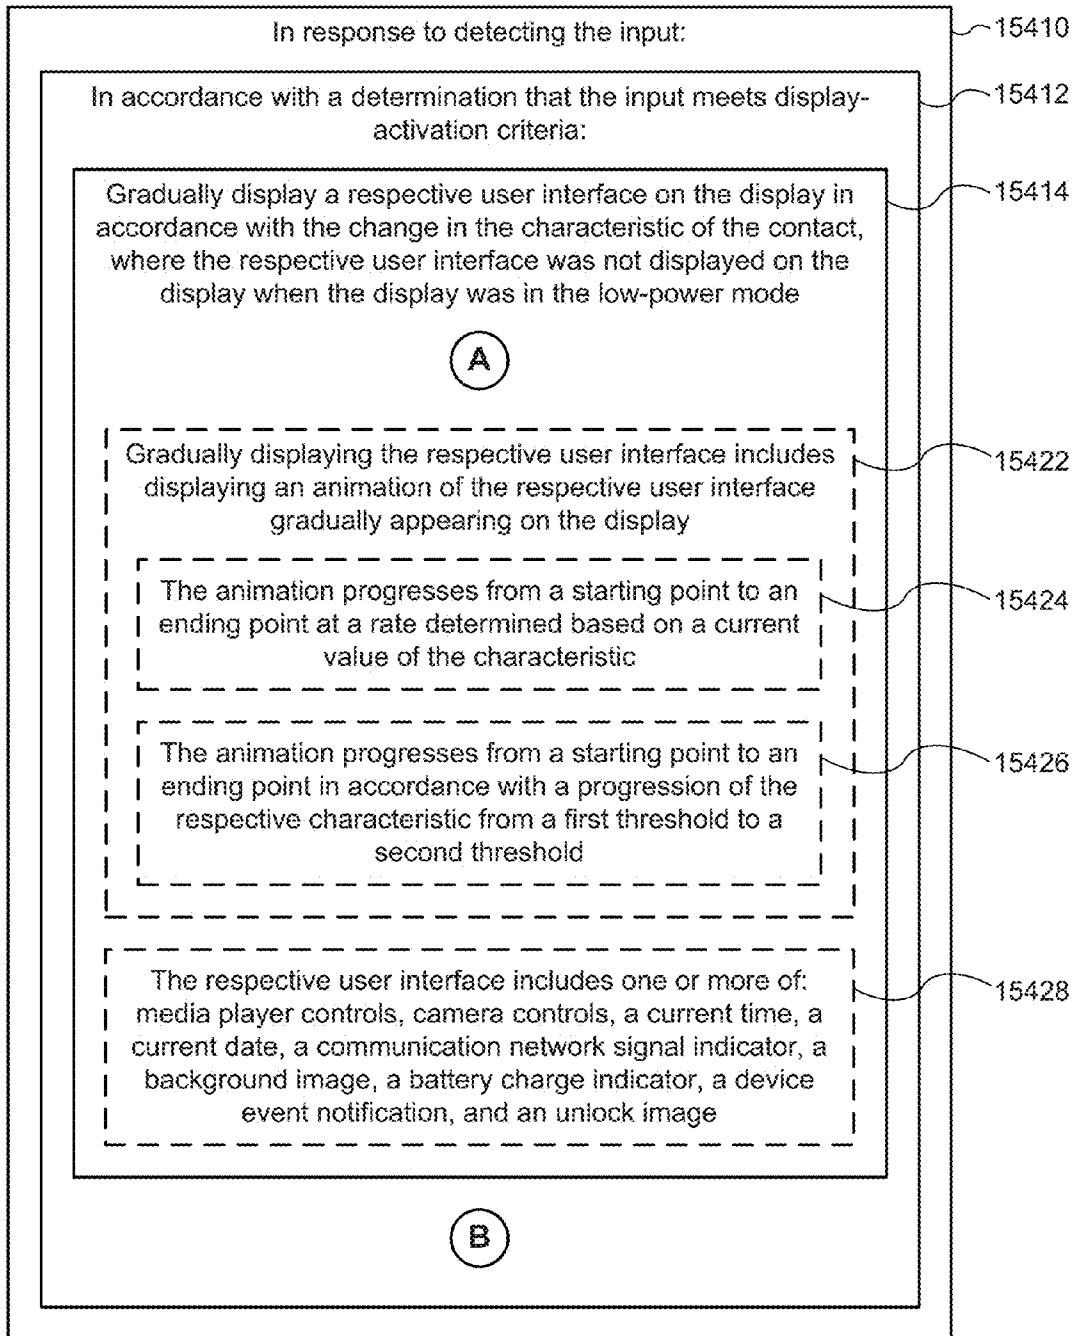 In response to detecting the input:
15410
In accordance with a determination that the input meets display-
activation criteria:
15412
Gradually display a respective user interface on the display in
accordance with the change in the characteristic of the contact,
where the respective user interface was not displayed on the
display when the display was in the low-power mode
15414
A
Gradually displaying the respective user interface includes
displaying an animation of the respective user interface
gradually appearing on the display
15422
The animation progresses from a starting point to an
ending point at a rate determined based on a current
value of the characteristic
15424
The animation progresses from a starting point to an
ending point in accordance with a progression of the
respective characteristic from a first threshold to a
second threshold
15426
The respective user interface includes one or more of:
media player controls, camera controls, a current time, a
current date, a communication network signal indicator, a
background image, a battery charge indicator, a device
event notification, and an unlock image
15428
B